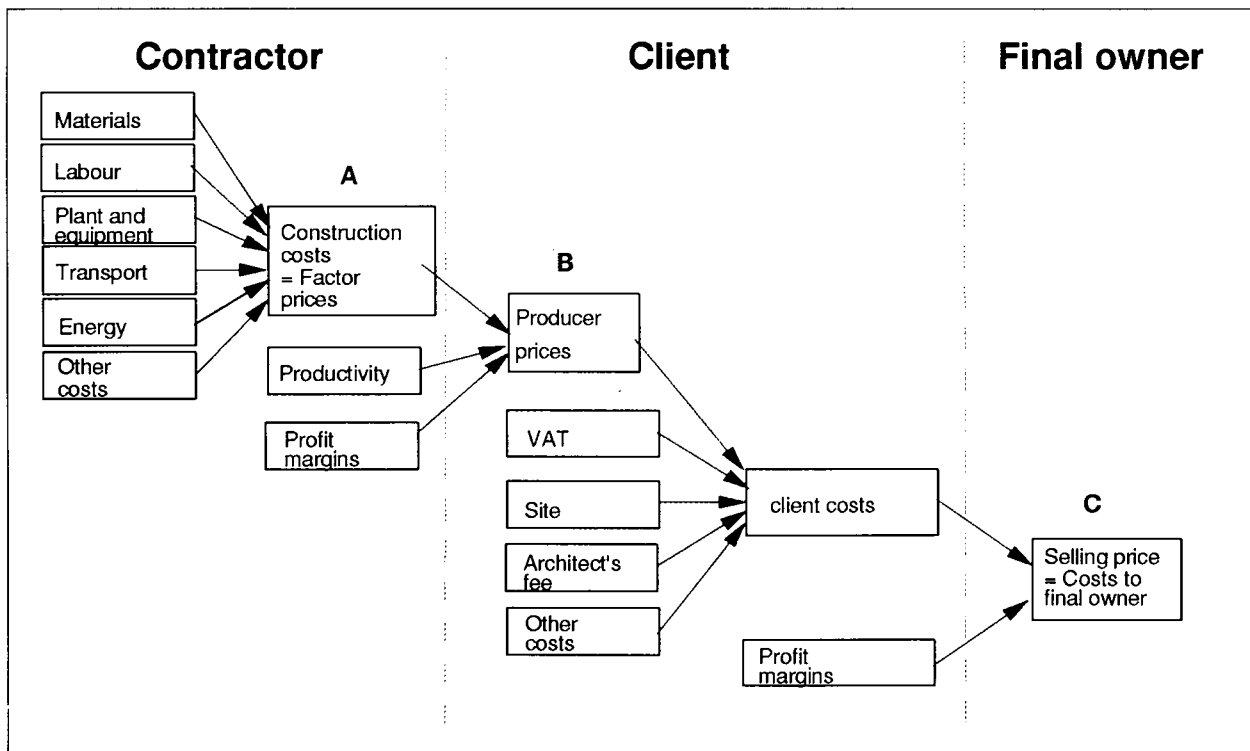 Contractor
Client
Final owner
Materials
Labour
Plant and
equipment
Transport
Energy
Other
costs
A
Construction
costs
= Factor
prices
Productivity
Profit
margins
B
Producer
prices
VAT
Site
Architect's
fee
Other
costs
client costs
Profit
margins
C
Selling price
= Costs to
final owner